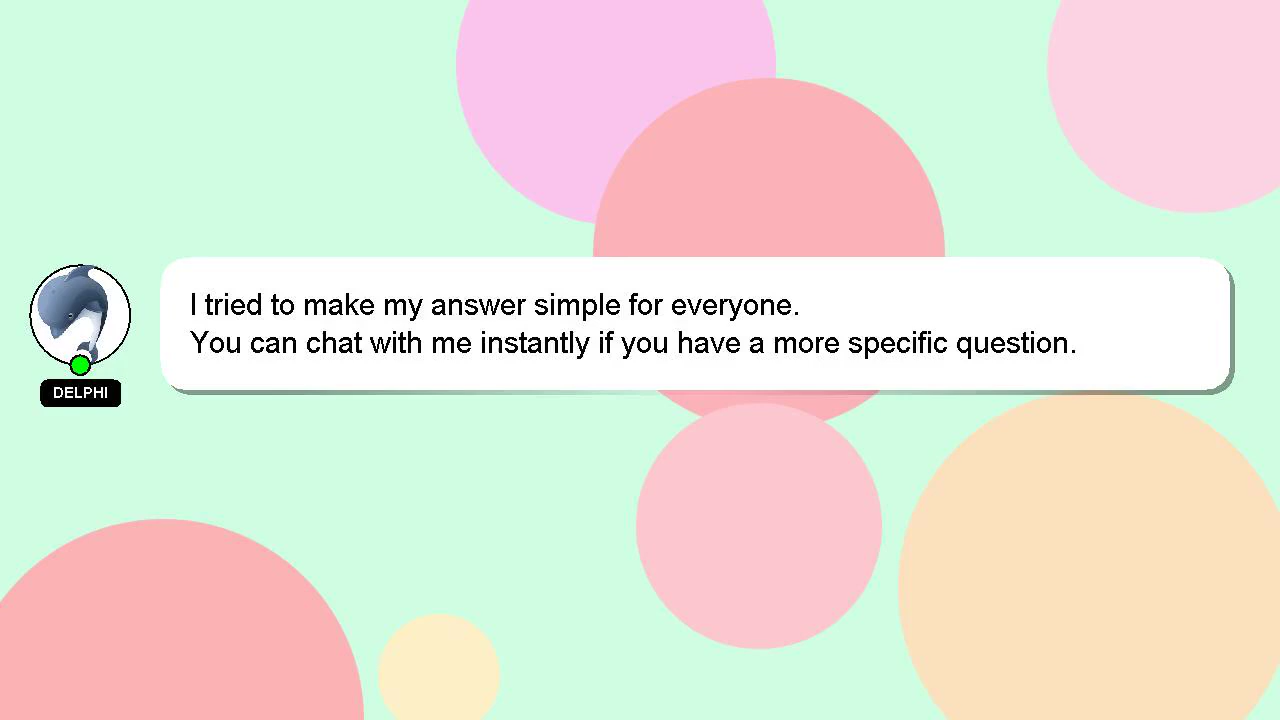 I tried to make my answer simple for everyone.
You can chat with me instantly if you have a more specific question.
DELPHI